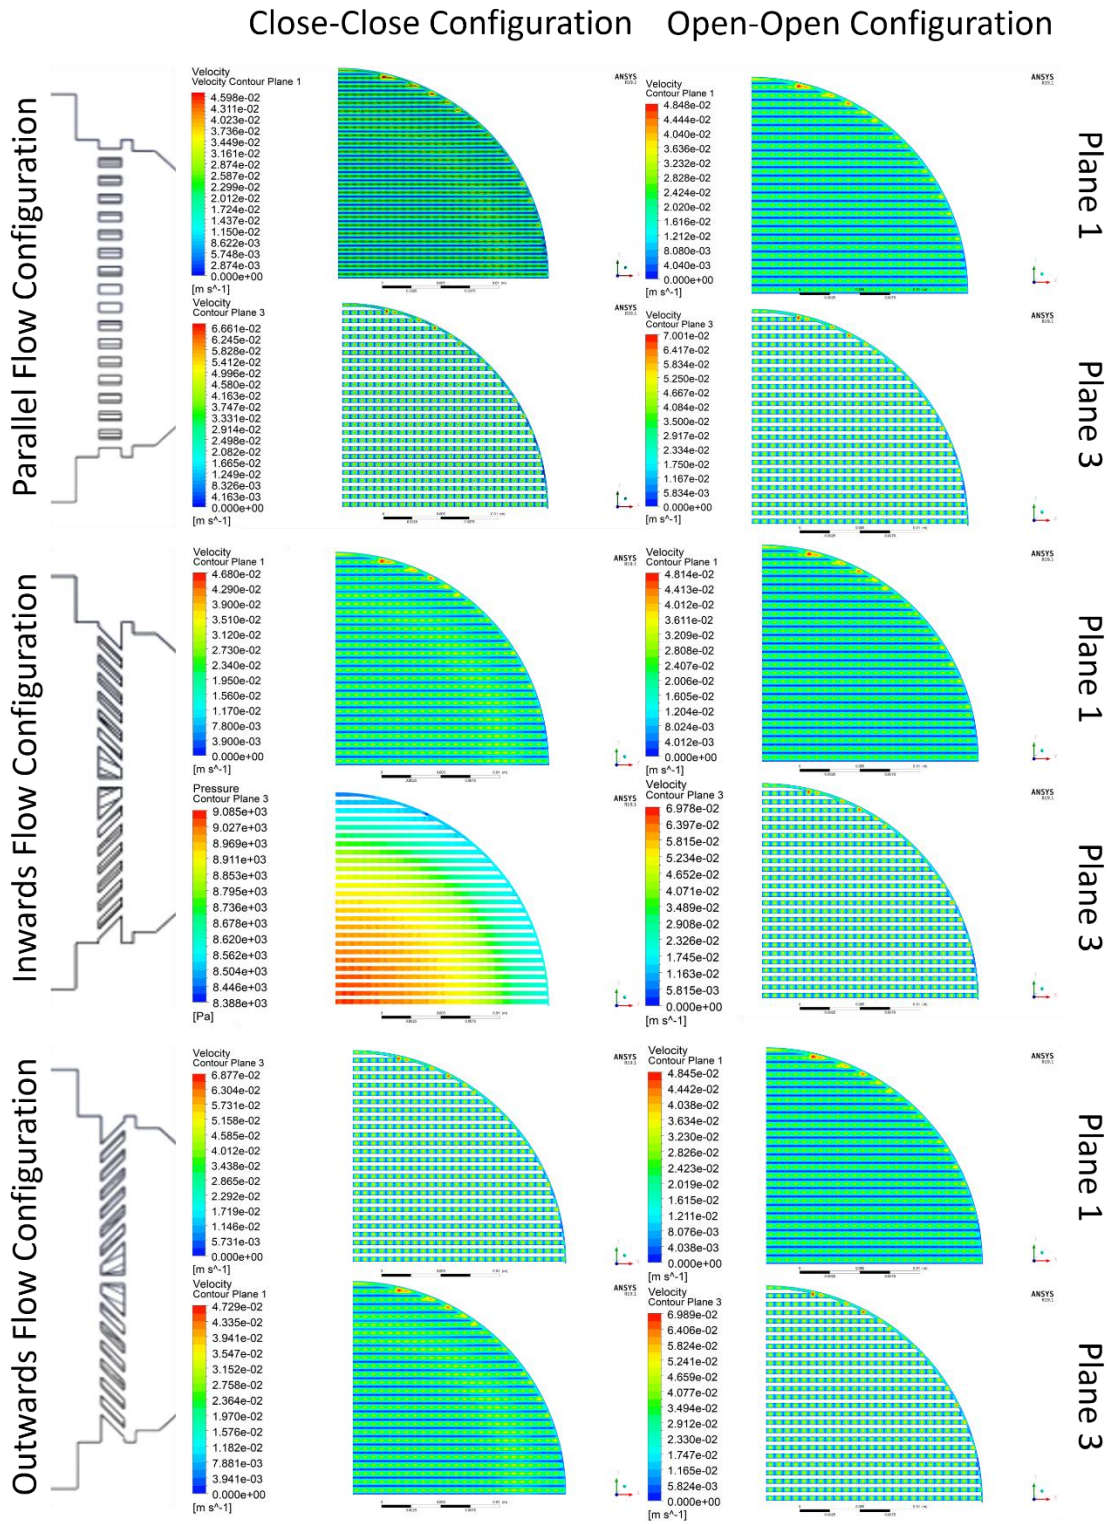 Close-Close Configuration
Open-Open Configuration
Parallel Flow Configuration
Velocity
Velocity Contour Plane 1
4.598e-02
4.311e-02
4.023e-02
3.736e-02
3.449e-02
3.161e-02
2.874e-02
2.587e-02
2.299e-02
2.012e-02
1.724e-02
1.437e-02
1.150e-02
8.622e-03
5.748e-03
2.874e-03
0.000e+00
[m s^-1]
ANSYS
R19.1
Velocity
Contour Plane 1
4.848e-02
4.444e-02
4.040e-02
3.636e-02
3.232e-02
2.828e-02
2.424e-02
2.020e-02
1.616e-02
1.212e-02
8.080e-03
4.040e-03
0.000e+00
[m s^-1]
ANSYS
R19.1
Plane 1
Velocity
Contour Plane 3
6.661e-02
6.245e-02
5.828e-02
5.412e-02
4.996e-02
4.580e-02
4.163e-02
3.747e-02
3.331e-02
2.914e-02
2.498e-02
2.082e-02
1.665e-02
1.249e-02
8.326e-03
4.163e-03
0.000e+00
[m s^-1]
ANSYS
R19.1
Velocity
Contour Plane 3
7.001e-02
6.417e-02
5.834e-02
5.250e-02
4.667e-02
4.084e-02
3.500e-02
2.917e-02
2.334e-02
1.750e-02
1.167e-02
5.834e-03
0.000e+00
[m s^-1]
ANSYS
R19.1
Plane 3
Inwards Flow Configuration
Velocity
Contour Plane 1
4.680e-02
4.290e-02
3.900e-02
3.510e-02
3.120e-02
2.730e-02
2.340e-02
1.950e-02
1.560e-02
1.170e-02
7.800e-03
3.900e-03
0.000e+00
[m s^-1]
ANSYS
R19.1
Velocity
Contour Plane 1
4.814e-02
4.413e-02
4.012e-02
3.611e-02
3.209e-02
2.808e-02
2.407e-02
2.006e-02
1.605e-02
1.204e-02
8.024e-03
4.012e-03
0.000e+00
[m s^-1]
ANSYS
R19.1
Plane 1
Pressure
Contour Plane 3
9.085e+03
9.027e+03
8.969e+03
8.911e+03
8.853e+03
8.795e+03
8.736e+03
8.678e+03
8.620e+03
8.562e+03
8.504e+03
8.446e+03
8.388e+03
[Pa]
ANSYS
R19.1
Velocity
Contour Plane 3
6.978e-02
6.397e-02
5.815e-02
5.234e-02
4.652e-02
4.071e-02
3.489e-02
2.908e-02
2.326e-02
1.745e-02
1.163e-02
5.815e-03
0.000e+00
[m s^-1]
ANSYS
R19.1
Plane 3
Outwards Flow Configuration
Velocity
Contour Plane 3
6.877e-02
6.304e-02
5.731e-02
5.158e-02
4.585e-02
4.012e-02
3.438e-02
2.865e-02
2.292e-02
1.719e-02
1.146e-02
5.731e-03
0.000e+00
[m s^-1]
ANSYS
R19.1
Velocity
Contour Plane 1
4.845e-02
4.442e-02
4.038e-02
3.634e-02
3.230e-02
2.826e-02
2.423e-02
2.019e-02
1.615e-02
1.211e-02
8.076e-03
4.038e-03
0.000e+00
[m s^-1]
ANSYS
R19.1
Plane 1
Velocity
Contour Plane 1
4.729e-02
4.335e-02
3.941e-02
3.547e-02
3.152e-02
2.758e-02
2.364e-02
1.970e-02
1.576e-02
1.182e-02
7.881e-03
3.941e-03
0.000e+00
[m s^-1]
ANSYS
R19.1
Velocity
Contour Plane 3
6.989e-02
6.406e-02
5.824e-02
5.241e-02
4.659e-02
4.077e-02
3.494e-02
2.912e-02
2.330e-02
1.747e-02
1.165e-02
5.824e-03
0.000e+00
[m s^-1]
ANSYS
R19.1
Plane 3